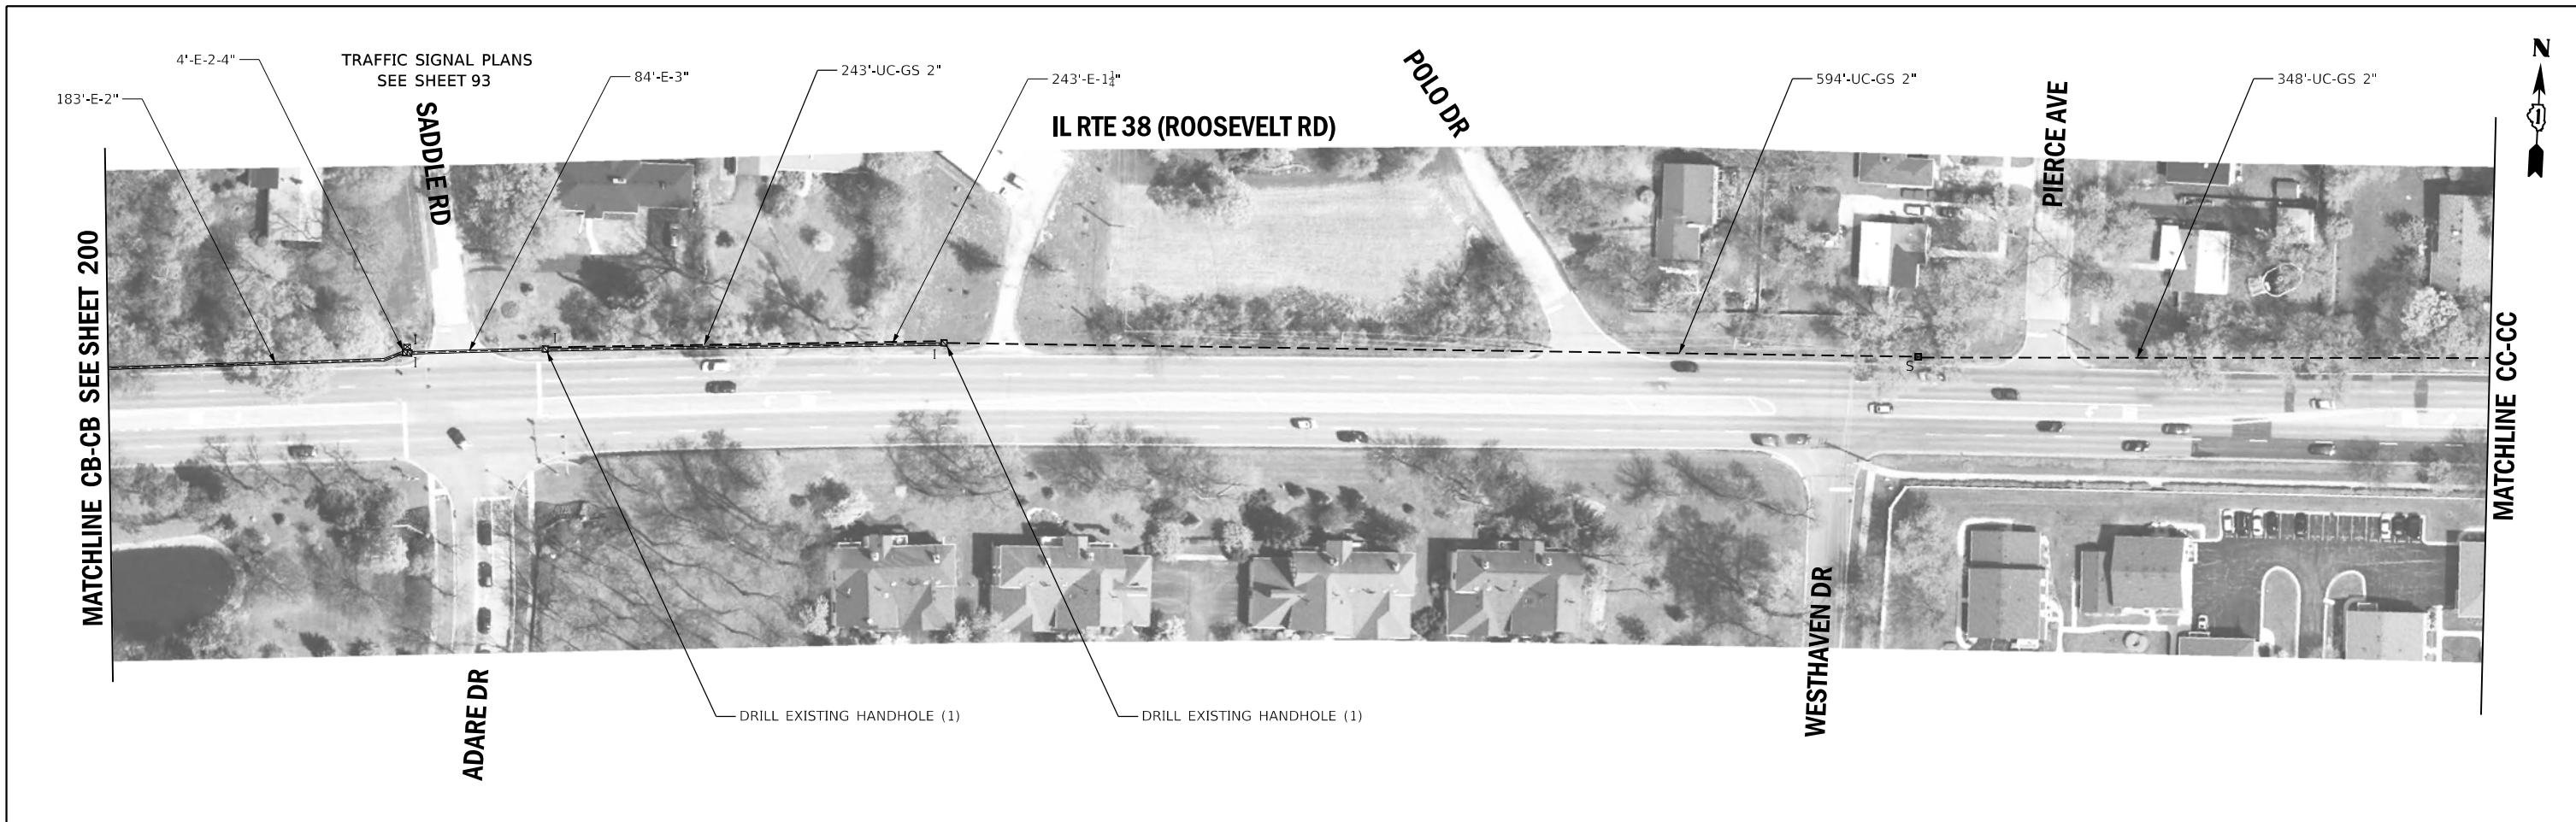 4'-E-2-4"
TRAFFIC SIGNAL PLANS
SEE SHEET 93
183'-E-2"
84'-E-3"
243'-UC-GS 2"
243'-E-1¼"
594'-UC-GS 2"
348'-UC-GS 2"
N
1
SADDLE RD
IL RTE 38 (ROOSEVELT RD)
POLO DR
PIERCE AVE
MATCHLINE CB-CB SEE SHEET 200
MATCHLINE CC-CC
I
I
I
I
S
ADARE DR
WESTHAVEN DR
DRILL EXISTING HANDHOLE (1)
DRILL EXISTING HANDHOLE (1)